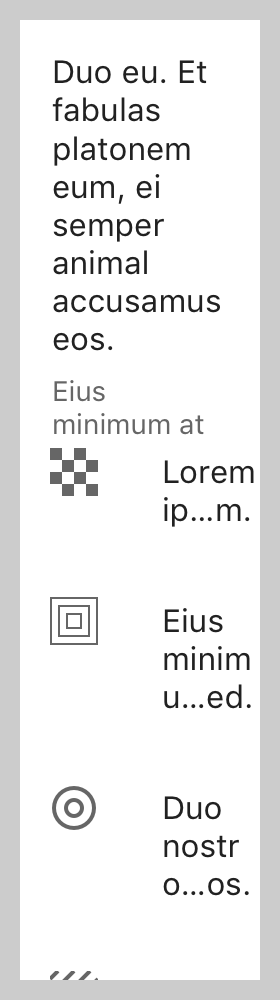 Duo eu. Et
fabulas
platonem
eum, ei
semper
animal
accusamus
eos.
Eius
minimum at
Lorem
ip…m.
Eius
minim
u…ed.
Duo
nostr
o…os.